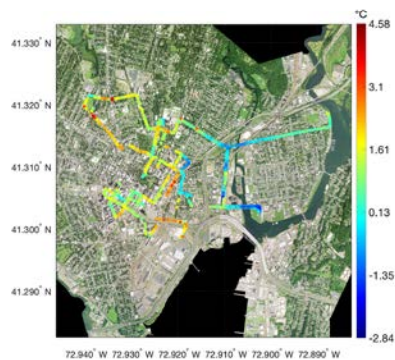 °C
41.330° N
4.58
41.320° N
3.1
41.310° N
1.61
0.13
41.300° N
-1.35
41.290° N
-2.84
72.940° W 72.930° W 72.920° W 72.910° W 72.900° W 72.890° W